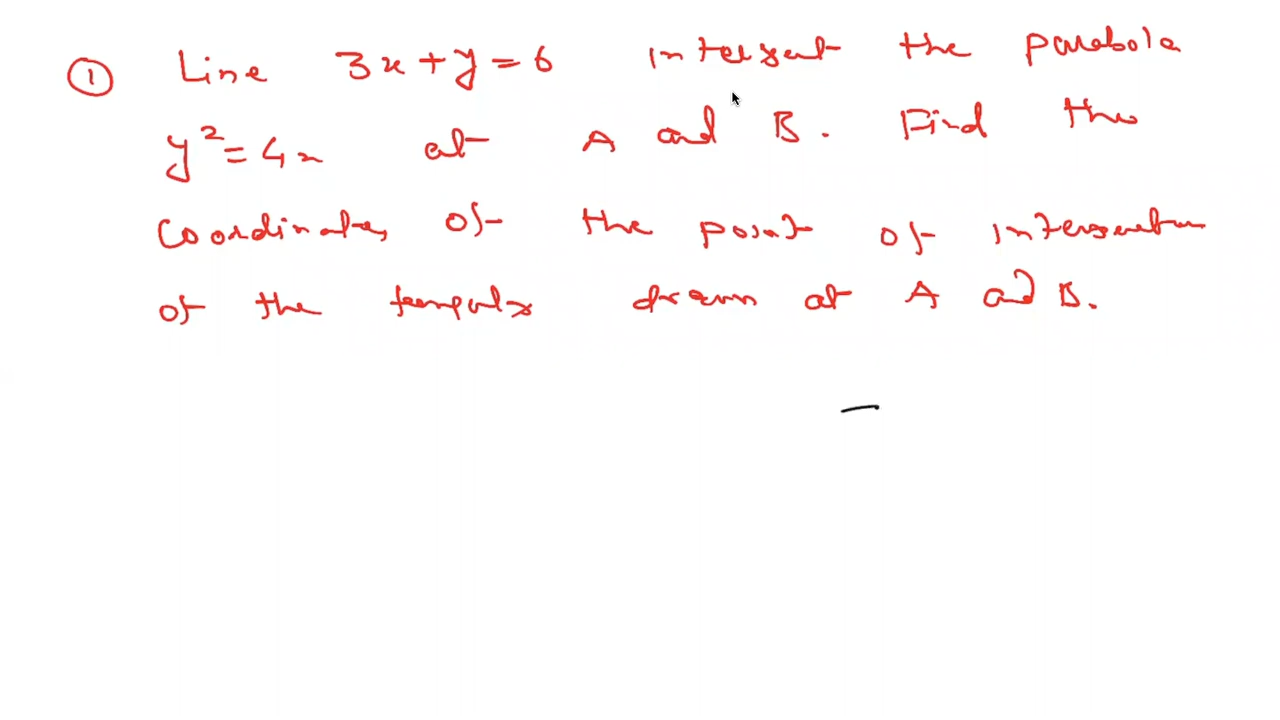 ① Line 3x + y = 6 intersect the parabola
y² = 4x at A and B. Find the
Coordinates of the point of intersection
of the tangents drawn at A and B.